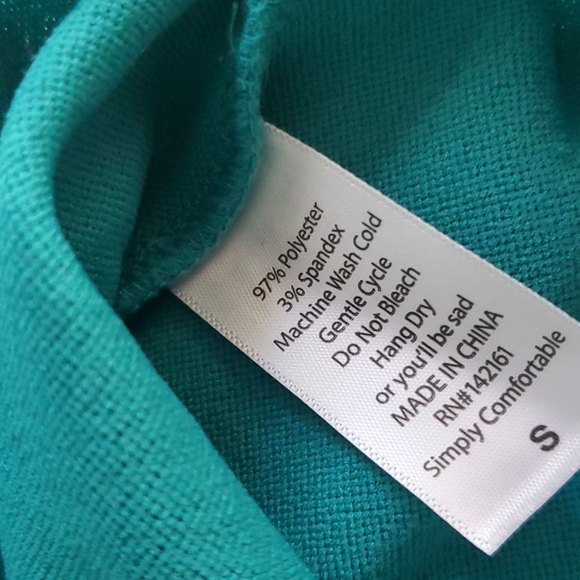 97% Polyester
3% Spandex
Machine Wash Cold
Gentle Cycle
Do Not Bleach
Hang Dry
or you'll be sad
MADE IN CHINA
RN#142161
Simply Comfortable
S